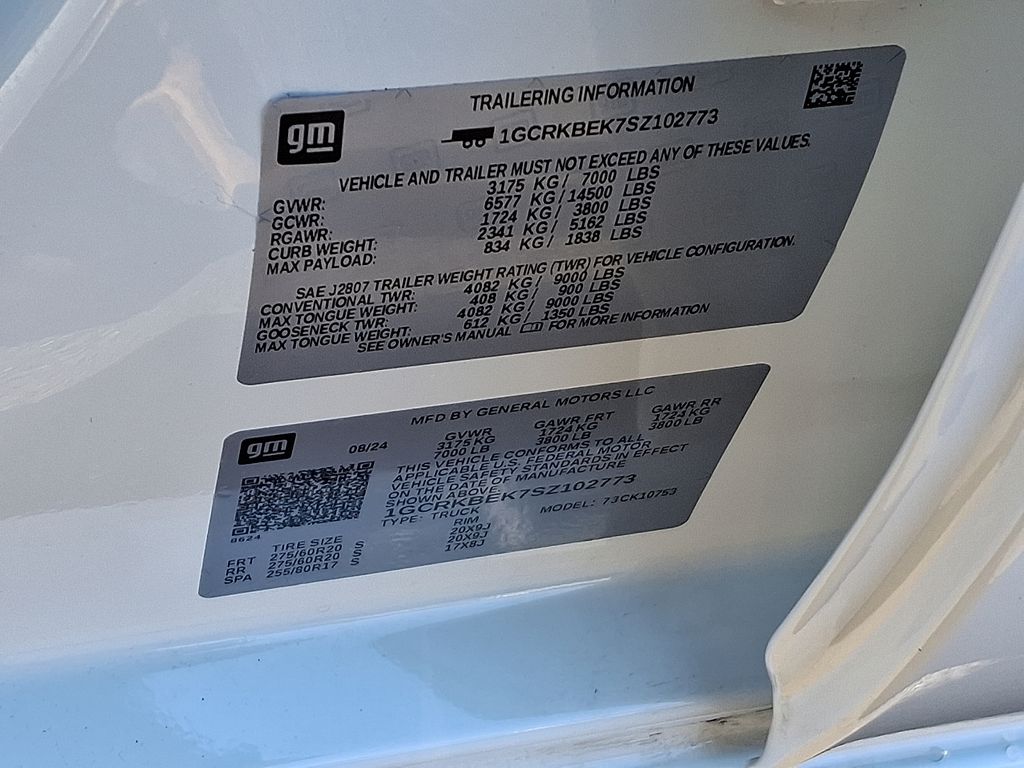 gm
TRAILERING INFORMATION
1GCRKBEK7SZ102773
VEHICLE AND TRAILER MUST NOT EXCEED ANY OF THESE VALUES.
GVWR: 3175 KG / 7000 LBS
GCWR: 6577 KG / 14500 LBS
RGAWR: 1724 KG / 3800 LBS
CURB WEIGHT: 2341 KG / 5162 LBS
MAX PAYLOAD: 834 KG / 1838 LBS
SAE J2807 TRAILER WEIGHT RATING (TWR) FOR VEHICLE CONFIGURATION.
CONVENTIONAL TWR: 4082 KG / 9000 LBS
MAX TONGUE WEIGHT: 408 KG / 900 LBS
GOOSENECK TWR: 4082 KG / 9000 LBS
MAX TONGUE WEIGHT: 612 KG / 1350 LBS
SEE OWNER'S MANUAL FOR MORE INFORMATION
gm
MFD BY GENERAL MOTORS LLC
08/24 GVWR GAWR FRT GAWR RR
3175 KG 1724 KG 1724 KG
7000 LB 3800 LB 3800 LB
THIS VEHICLE CONFORMS TO ALL
APPLICABLE U.S. FEDERAL MOTOR
VEHICLE SAFETY STANDARDS IN EFFECT
ON THE DATE OF MANUFACTURE
SHOWN ABOVE.
1GCRKBEK7SZ102773
TYPE: TRUCK MODEL: 73CK10753
0624
TIRE SIZE RIM
FRT 275/60R20 S 20X9J
RR 275/60R20 S 20X9J
SPA 255/80R17 S 17X8J